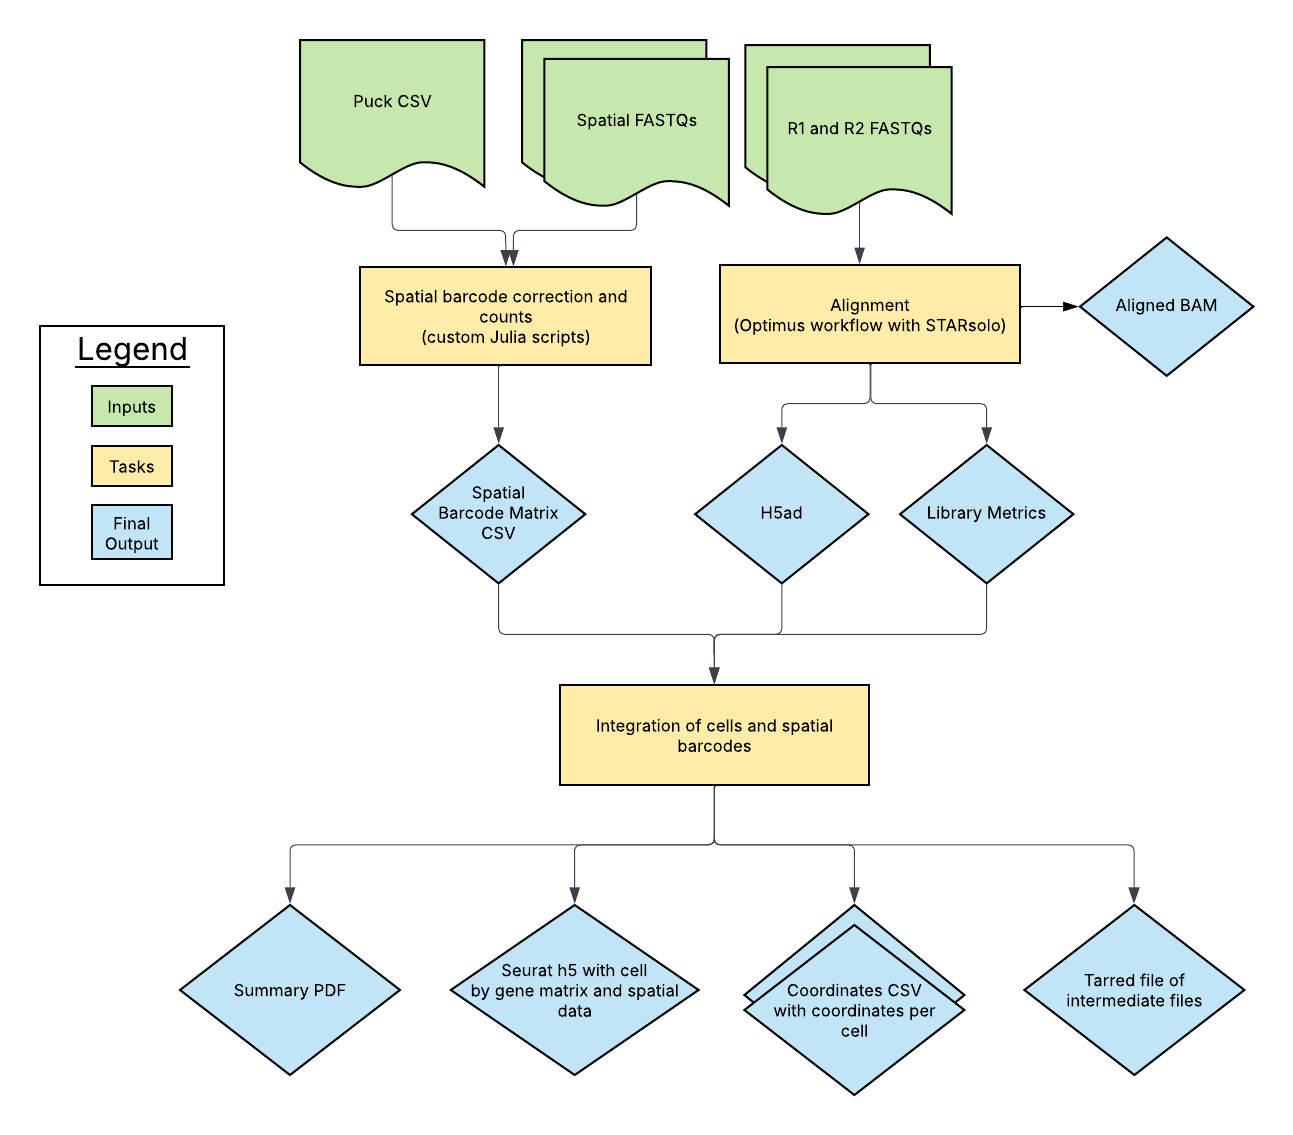 Puck CSV
Spatial FASTQs
R1 and R2 FASTQs
Spatial barcode correction and
counts
(custom Julia scripts)
Alignment
(Optimus workflow with STARsolo)
Aligned BAM
Legend
Inputs
Tasks
Final
Output
Spatial
Barcode Matrix
CSV
H5ad
Library Metrics
Integration of cells and spatial
barcodes
Summary PDF
Seurat h5 with cell
by gene matrix and spatial
data
Coordinates CSV
with coordinates per
cell
Tarred file of
intermediate files